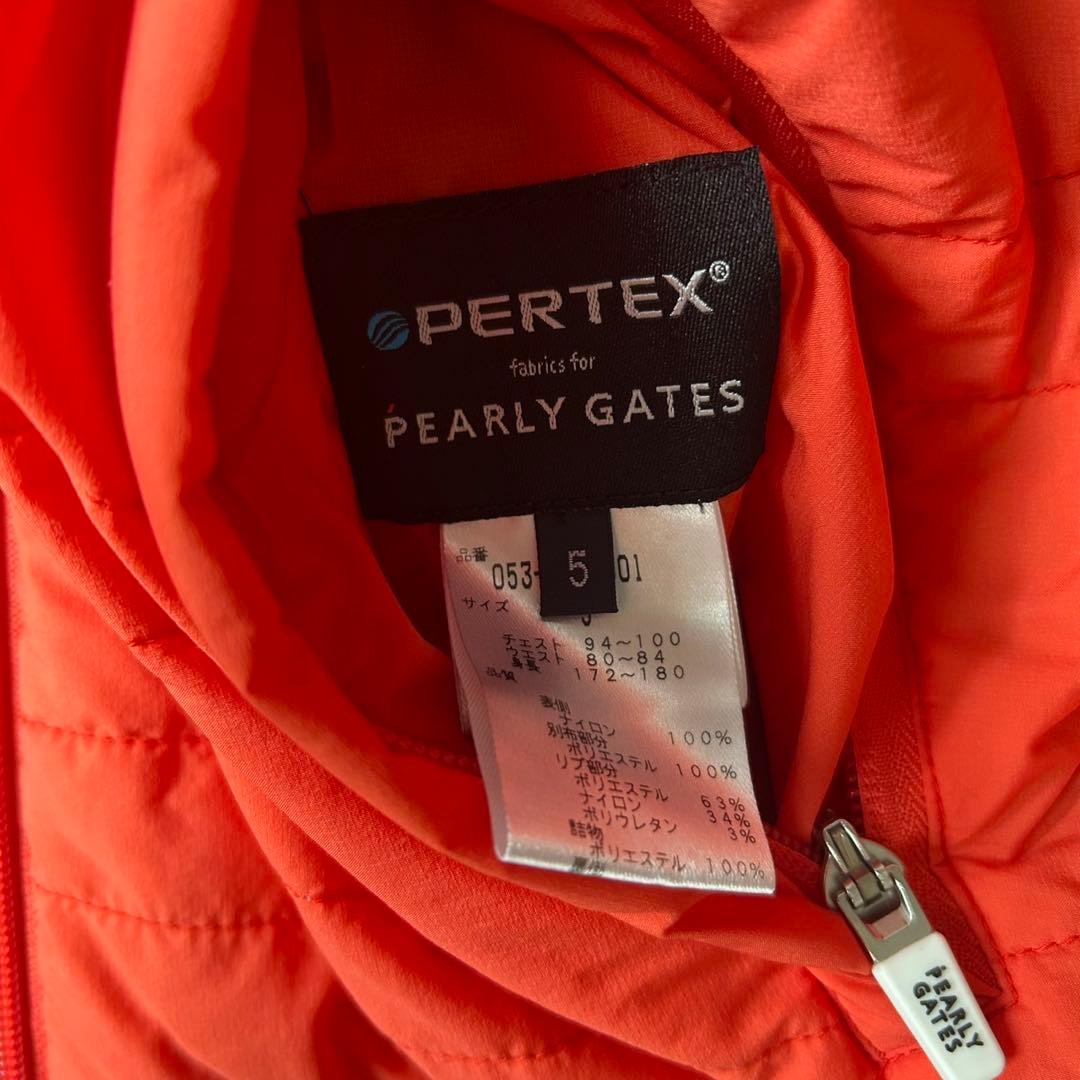 PERTEX®
fabrics for
PEARLY GATES
5
品番
053- 01
サイズ
チェスト 94~100
ウエスト 80~84
身長 172~180
品質
表側
ナイロン 100%
別布部分
ポリエステル 100%
リブ部分
ポリエステル 63%
ナイロン 34%
ポリウレタン 3%
詰物
ポリエステル 100%
PEARLY
GATES